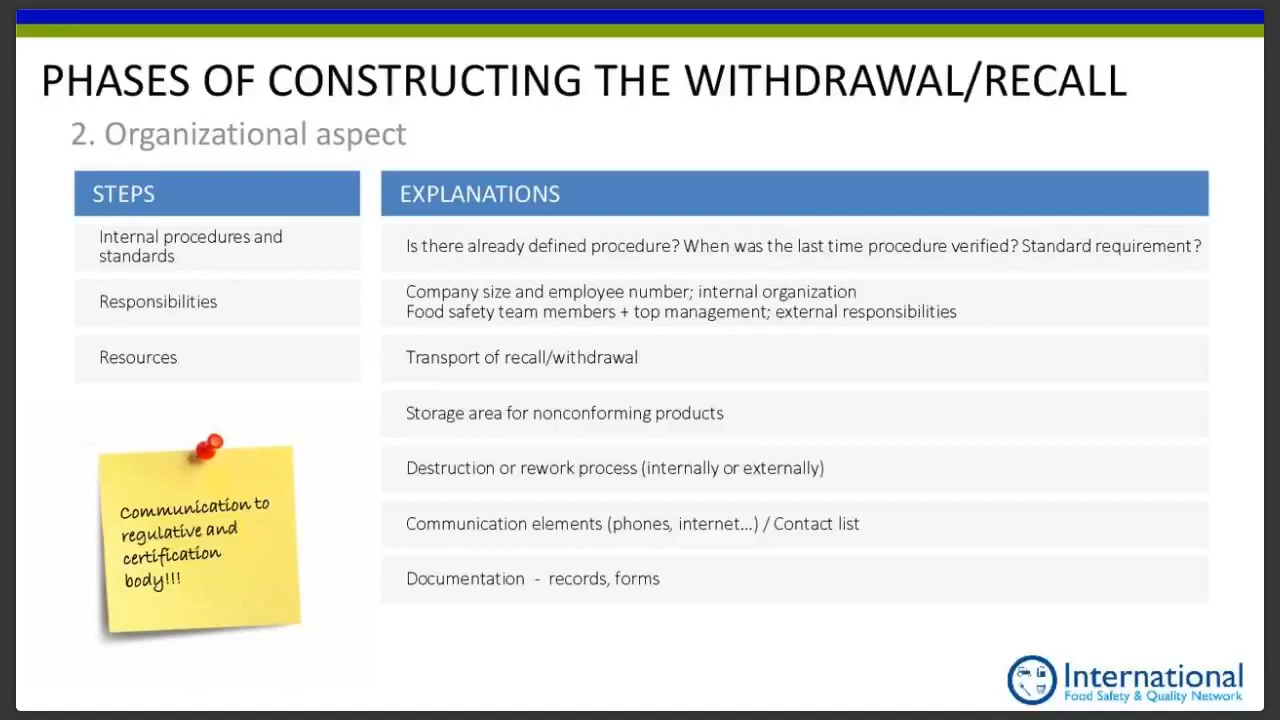 PHASES OF CONSTRUCTING THE WITHDRAWAL/RECALL
2. Organizational aspect
STEPS
EXPLANATIONS
Internal procedures and
standards
Is there already defined procedure? When was the last time procedure verified? Standard requirement?
Responsibilities
Company size and employee number; internal organization
Food safety team members + top management; external responsibilities
Resources
Transport of recall/withdrawal
Storage area for nonconforming products
Destruction or rework process (internally or externally)
Communication elements (phones, internet...) / Contact list
Documentation - records, forms
Communication to
regulative and
certification
body!!!
International
Food Safety & Quality Network